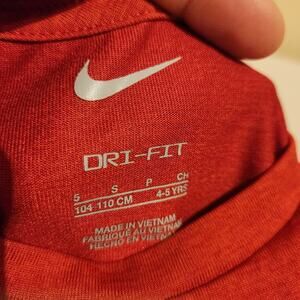 DRI-FIT
5 S P CH
104 110 CM 4-5 YRS
MADE IN VIETNAM
FABRIQUÉ AU VIETNAM
HECHO EN VIETNAM